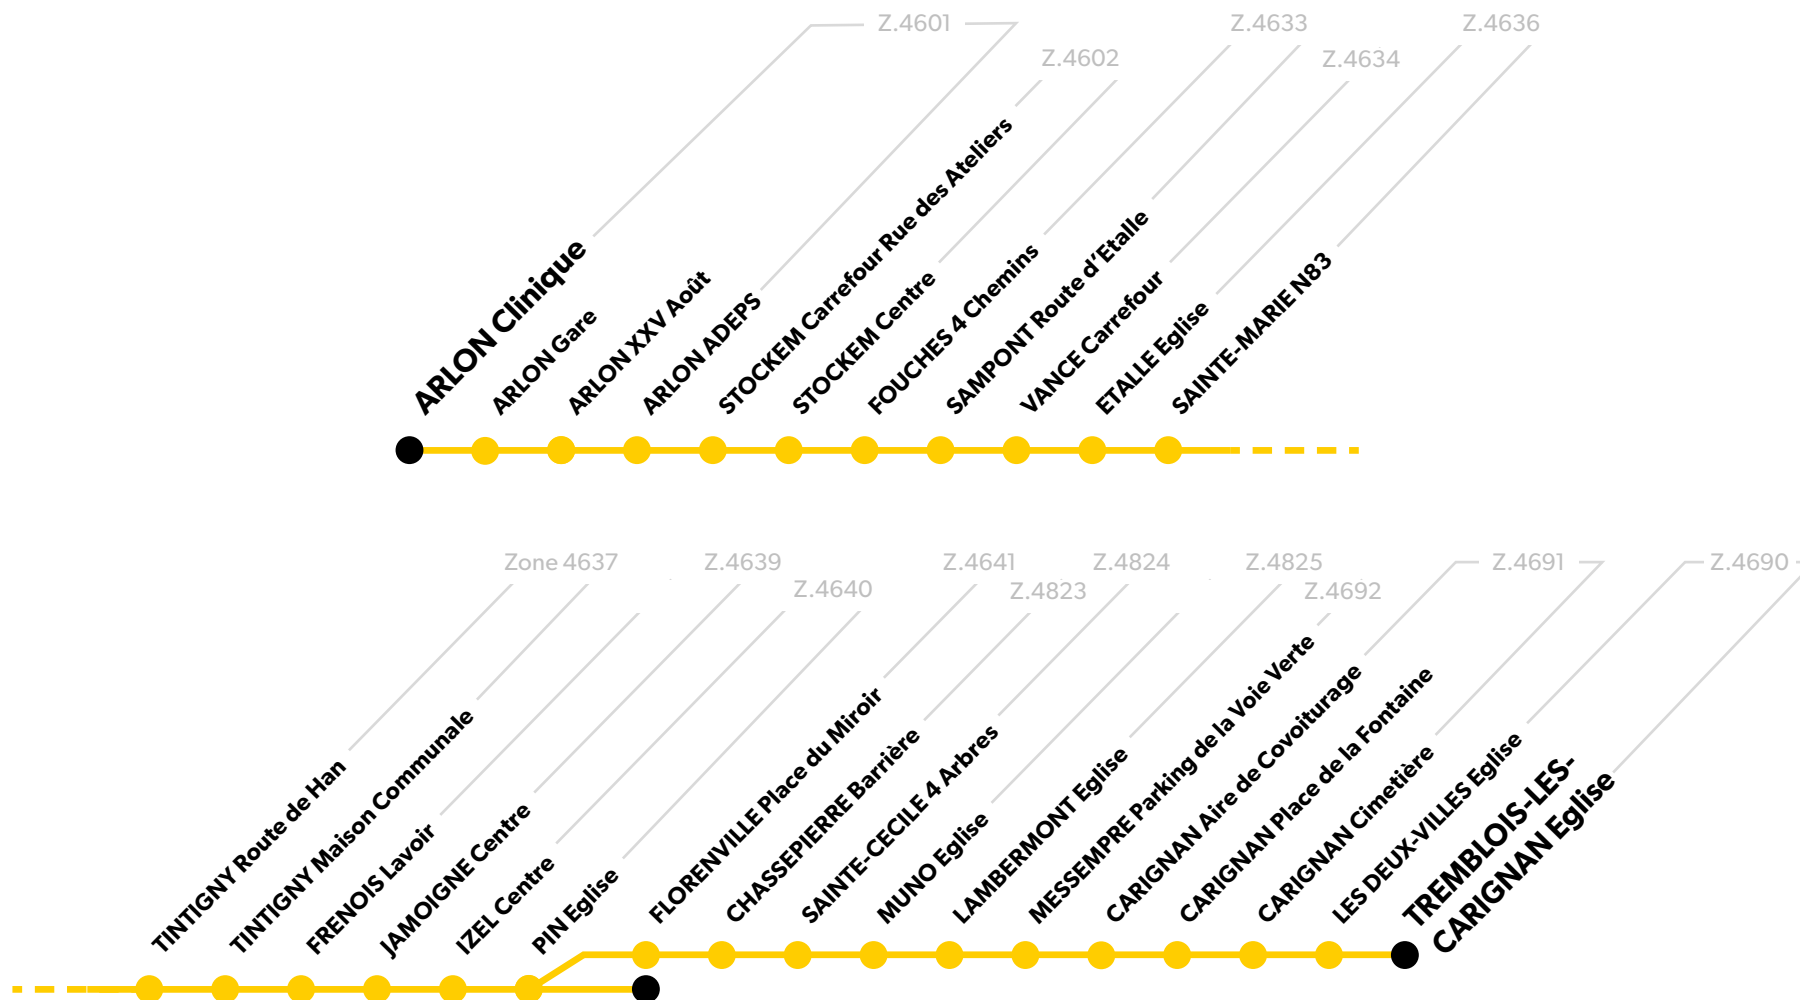 Z.4601
Z.4633
Z.4636
Z.4602
Z.4634
ARLON Clinique
ARLON Gare
ARLON XXV Août
ARLON ADEPS
STOCKEM Carrefour Rue des Ateliers
STOCKEM Centre
FOUCHES 4 Chemins
SAMPONT Route d’Etalle
VANCE Carrefour
ETALLE Eglise
SAINTE-MARIE N83
Zone 4637
Z.4639
Z.4641
Z.4824
Z.4825
Z.4691
Z.4690
Z.4640
Z.4823
Z.4692
TINTIGNY Route de Han
TINTIGNY Maison Communale
FRENOIS Lavoir
JAMOIGNE Centre
IZEL Centre
PIN Eglise
FLORENVILLE Place du Miroir
CHASSEPIERRE Barrière
SAINTE-CECILE 4 Arbres
MUNO Eglise
LAMBERMONT Eglise
MESSEMPRE Parking de la Voie Verte
CARIGNAN Aire de Covoiturage
CARIGNAN Place de la Fontaine
CARIGNAN Cimetière
LES DEUX-VILLES Eglise
TREMBLOIS-LES-
CARIGNAN Eglise